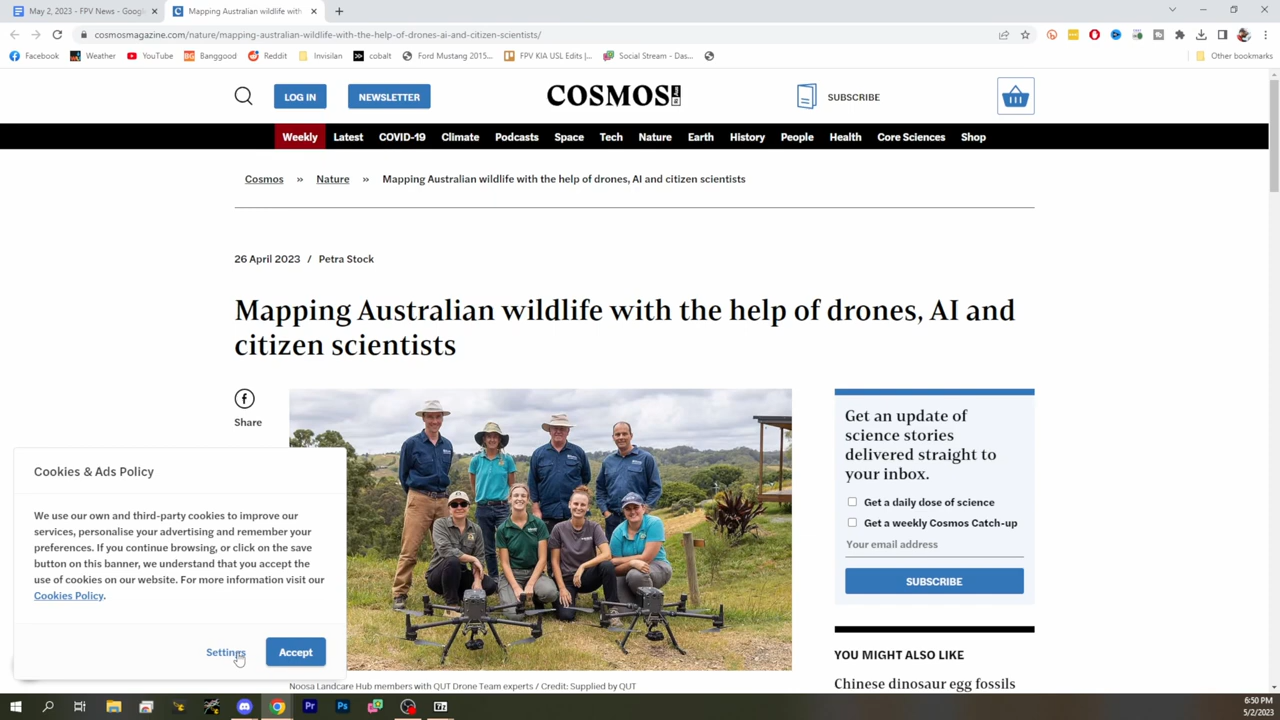 May 2, 2023 - FPV News - Google
Mapping Australian wildlife with
cosmosmagazine.com/nature/mapping-australian-wildlife-with-the-help-of-drones-ai-and-citizen-scientists/
Facebook
Weather
YouTube
Banggood
Reddit
Invisilan
cobalt
Ford Mustang 2015...
FPV KIA USL Edits |...
Social Stream - Das...
Other bookmarks
LOG IN
NEWSLETTER
COSMOS
SUBSCRIBE
Weekly
Latest
COVID-19
Climate
Podcasts
Space
Tech
Nature
Earth
History
People
Health
Core Sciences
Shop
Cosmos » Nature » Mapping Australian wildlife with the help of drones, AI and citizen scientists
26 April 2023 / Petra Stock
Mapping Australian wildlife with the help of drones, AI and
citizen scientists
Share
Get an update of
science stories
delivered straight to
your inbox.
Get a daily dose of science
Get a weekly Cosmos Catch-up
Your email address
SUBSCRIBE
YOU MIGHT ALSO LIKE
Chinese dinosaur egg fossils
Cookies & Ads Policy
We use our own and third-party cookies to improve our
services, personalise your advertising and remember your
preferences. If you continue browsing, or click on the save
button on this banner, we understand that you accept the
use of cookies on our website. For more information visit our
Cookies Policy.
Settings
Accept
Noosa Landcare Hub members with QUT Drone Team experts / Credit: Supplied by QUT
6:50 PM
5/2/2023